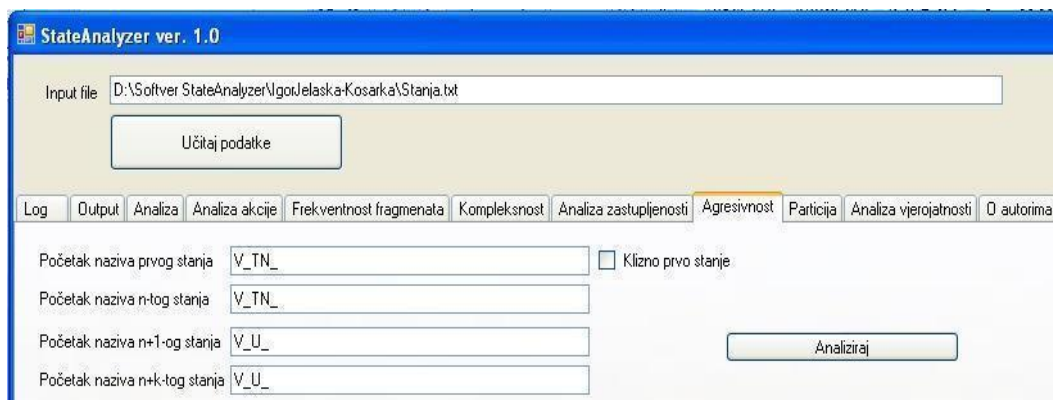 StateAnalyzer ver. 1.0
Input file D:\Softver StateAnalyzer\IgorJelaska-Kosarka\Stanja.txt
Učitaj podatke
Log Output Analiza Analiza akcije Frekventnost fragmenata Kompleksnost Analiza zastupljenosti Agresivnost Particija Analiza vjerojatnosti O autorima
Početak naziva prvog stanja V_TN_ Klizno prvo stanje
Početak naziva n-tog stanja V_TN_
Početak naziva n+1-og stanja V_U_
Analiziraj
Početak naziva n+k-tog stanja V_U_